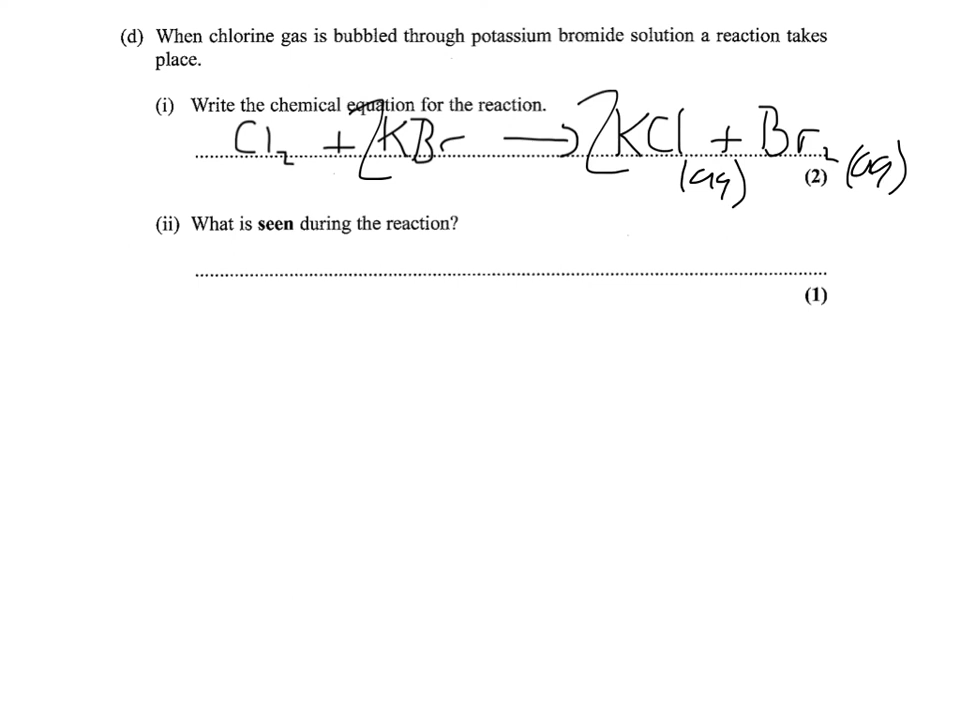 (d) When chlorine gas is bubbled through potassium bromide solution a reaction takes
place.
(i) Write the chemical equation for the reaction.
Cl₂ + 2KBr → 2KCl + Br₂ (aq)
(aq)
(2)
(ii) What is seen during the reaction?
(1)